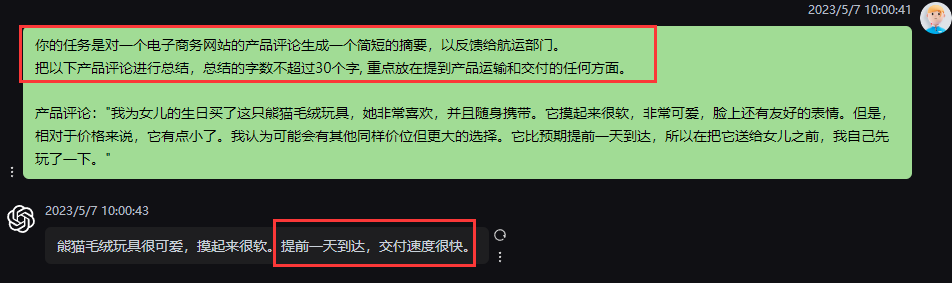 2023/5/7 10:00:41
你的任务是对一个电子商务网站的产品评论生成一个简短的摘要，以反馈给航运部门。
把以下产品评论进行总结，总结的字数不超过30个字, 重点放在提到产品运输和交付的任何方面。
产品评论："我为女儿的生日买了这只熊猫毛绒玩具，她非常喜欢，并且随身携带。它摸起来很软，非常可爱，脸上还有友好的表情。但是，
相对于价格来说，它有点小了。我认为可能会有其他同样价位但更大的选择。它比预期提前一天到达，所以在把它送给女儿之前，我自己先
玩了一下。"
2023/5/7 10:00:43
熊猫毛绒玩具很可爱，摸起来很软。提前一天到达，交付速度很快。